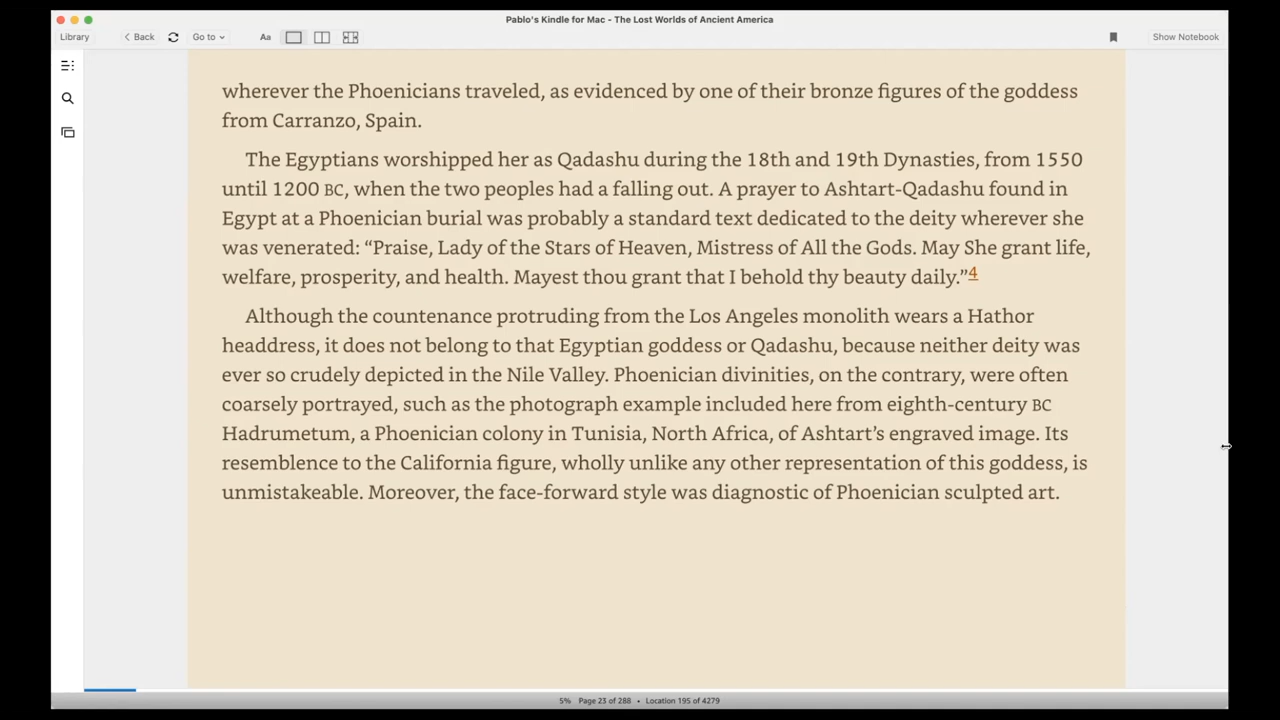 Pablo's Kindle for Mac - The Lost Worlds of Ancient America
Library Back Go to Aa Show Notebook
wherever the Phoenicians traveled, as evidenced by one of their bronze figures of the goddess
from Carranzo, Spain.
The Egyptians worshipped her as Qadashu during the 18th and 19th Dynasties, from 1550
until 1200 BC, when the two peoples had a falling out. A prayer to Ashtart-Qadashu found in
Egypt at a Phoenician burial was probably a standard text dedicated to the deity wherever she
was venerated: “Praise, Lady of the Stars of Heaven, Mistress of All the Gods. May She grant life,
welfare, prosperity, and health. Mayest thou grant that I behold thy beauty daily.”4
Although the countenance protruding from the Los Angeles monolith wears a Hathor
headdress, it does not belong to that Egyptian goddess or Qadashu, because neither deity was
ever so crudely depicted in the Nile Valley. Phoenician divinities, on the contrary, were often
coarsely portrayed, such as the photograph example included here from eighth-century BC
Hadrumetum, a Phoenician colony in Tunisia, North Africa, of Ashtart’s engraved image. Its
resemblence to the California figure, wholly unlike any other representation of this goddess, is
unmistakeable. Moreover, the face-forward style was diagnostic of Phoenician sculpted art.
5% Page 23 of 288 • Location 195 of 4279